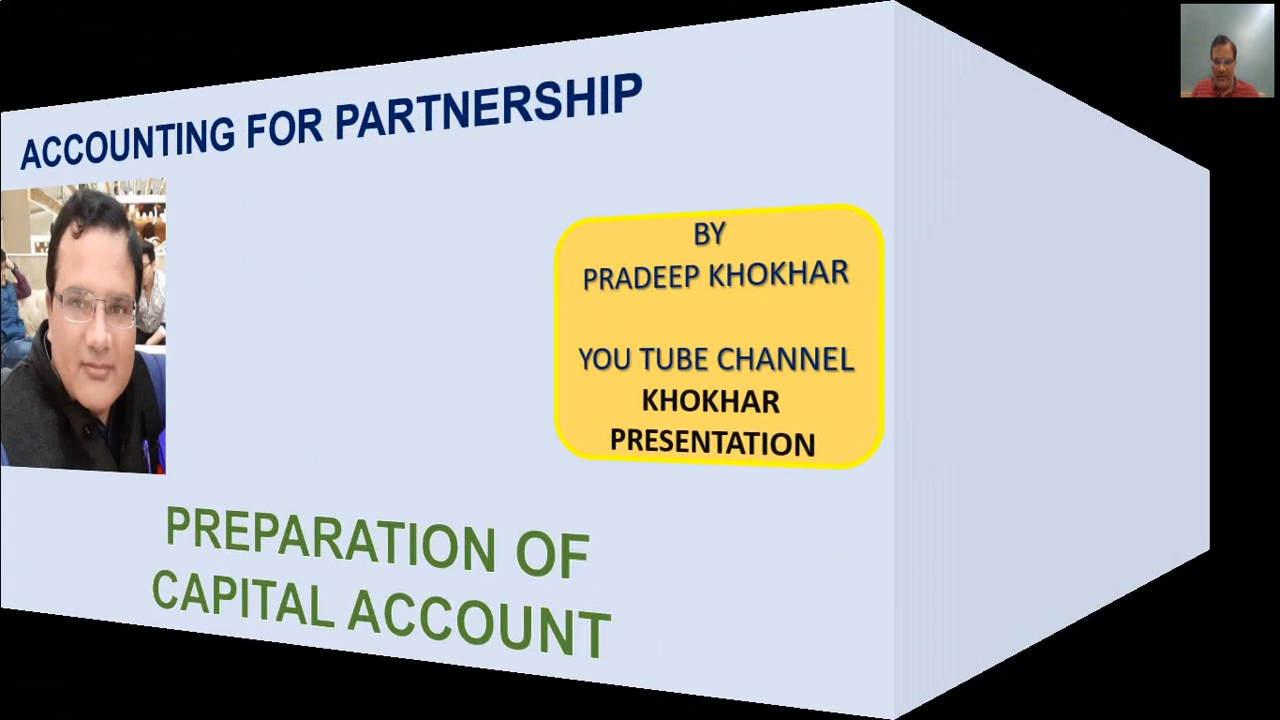 ACCOUNTING FOR PARTNERSHIP
BY
PRADEEP KHOKHAR
YOU TUBE CHANNEL
KHOKHAR
PRESENTATION
PREPARATION OF
CAPITAL ACCOUNT